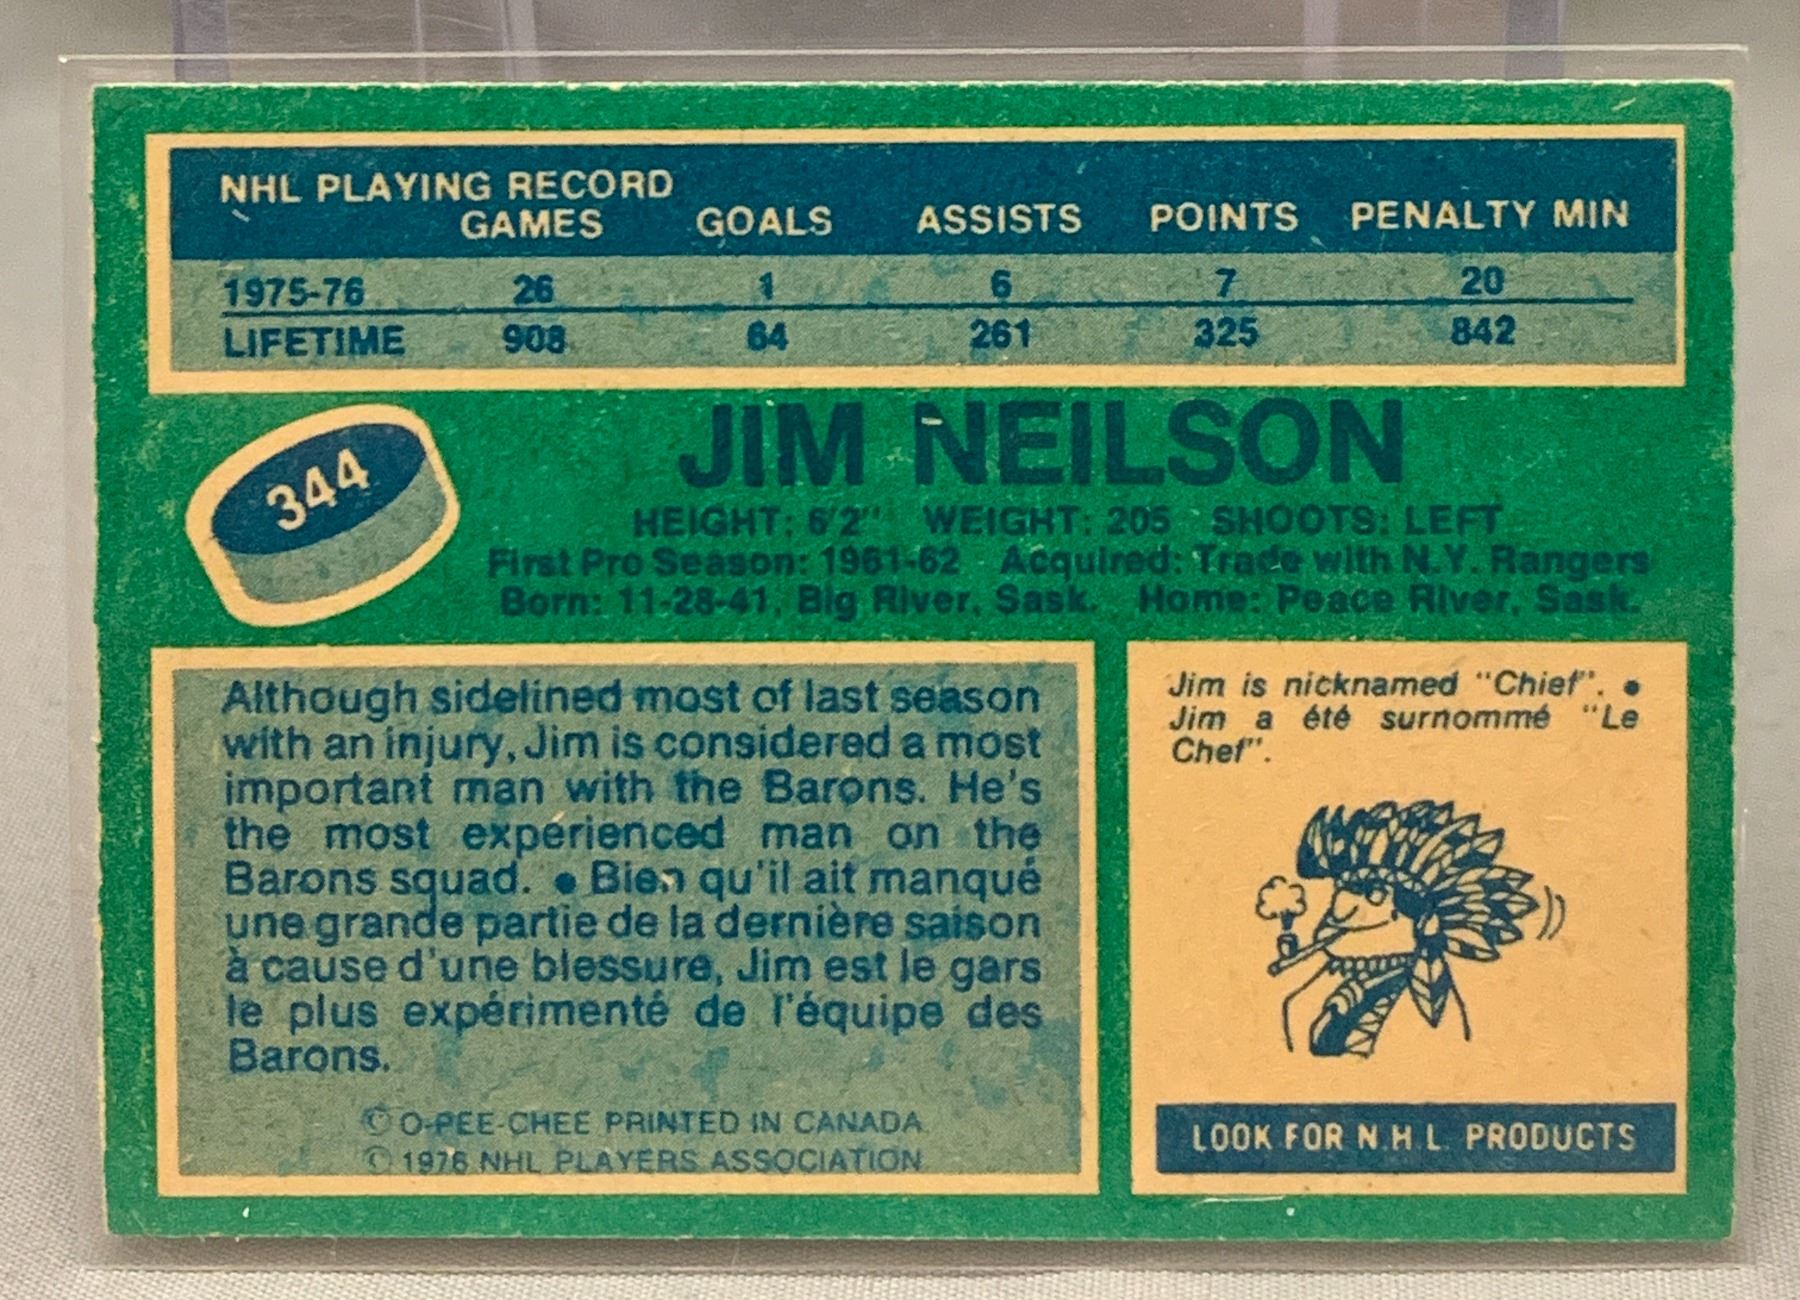 NHL PLAYING RECORD
GAMES GOALS ASSISTS POINTS PENALTY MIN
1975-76 26 1 6 7 20
LIFETIME 908 64 261 325 842
344
JIM NEILSON
HEIGHT: 6'2" WEIGHT: 205 SHOOTS: LEFT
First Pro Season: 1961-62 Acquired: Trade with N.Y. Rangers
Born: 11-28-41, Big River, Sask. Home: Peace River, Sask.
Although sidelined most of last season
with an injury, Jim is considered a most
important man with the Barons. He's
the most experienced man on the
Barons squad. • Bien qu'il ait manqué
une grande partie de la dernière saison
à cause d'une blessure, Jim est le gars
le plus expérimenté de l'équipe des
Barons.
© O-PEE-CHEE PRINTED IN CANADA
© 1976 NHL PLAYERS ASSOCIATION
Jim is nicknamed "Chief". •
Jim a été surnommé "Le
Chef".
LOOK FOR N.H.L. PRODUCTS